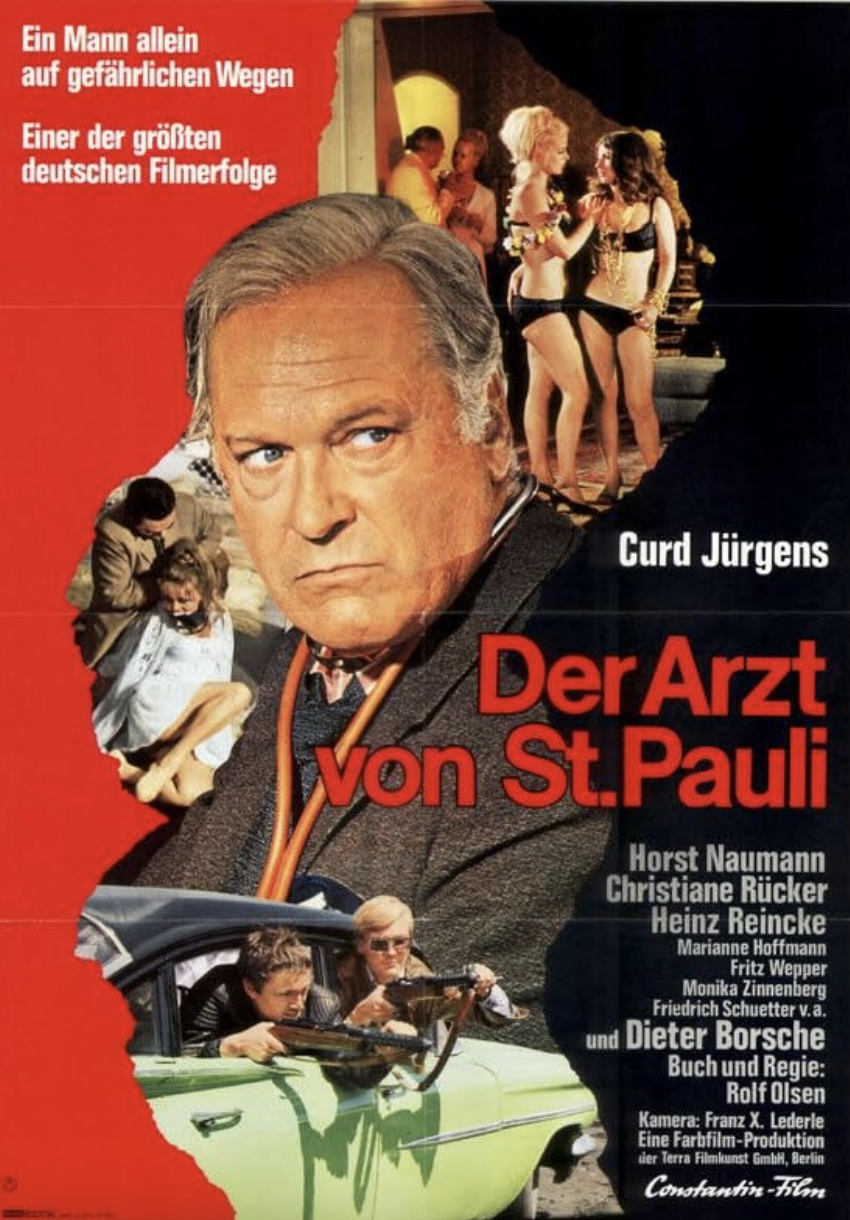 Ein Mann allein
auf gefährlichen Wegen
Einer der größten
deutschen Filmerfolge
Curd Jürgens
Der Arzt
von St.Pauli
Horst Naumann
Christiane Rücker
Heinz Reincke
Marianne Hoffmann
Fritz Wepper
Monika Zinnenberg
Friedrich Schuetter v. a.
und Dieter Borsche
Buch und Regie:
Rolf Olsen
Kamera: Franz X. Lederle
Eine Farbfilm-Produktion
der Terra Filmkunst GmbH, Berlin
Constantin-Film